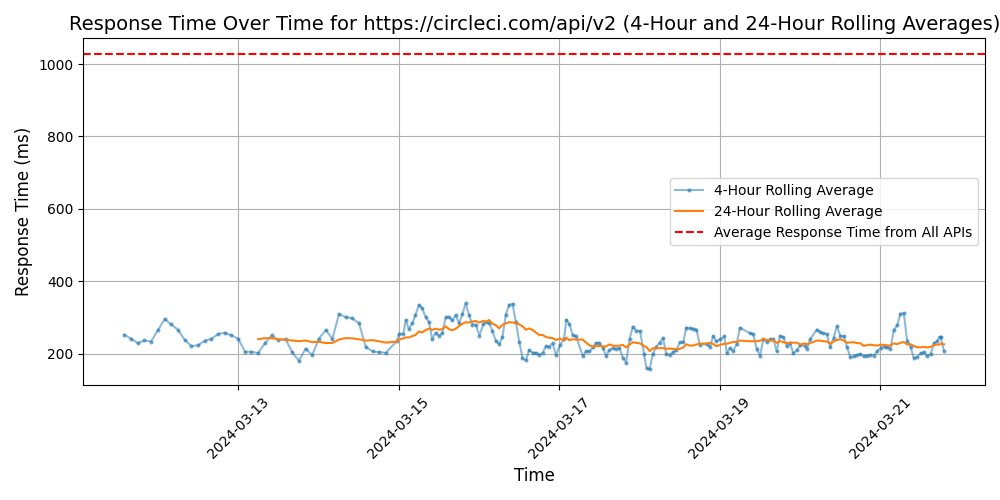 Response Time Over Time for https://circleci.com/api/v2 (4-Hour and 24-Hour Rolling Averages)
Response Time (ms)
1000
800
600
400
200
4-Hour Rolling Average
24-Hour Rolling Average
Average Response Time from All APIs
2024-03-13
2024-03-15
2024-03-17
2024-03-19
2024-03-21
Time